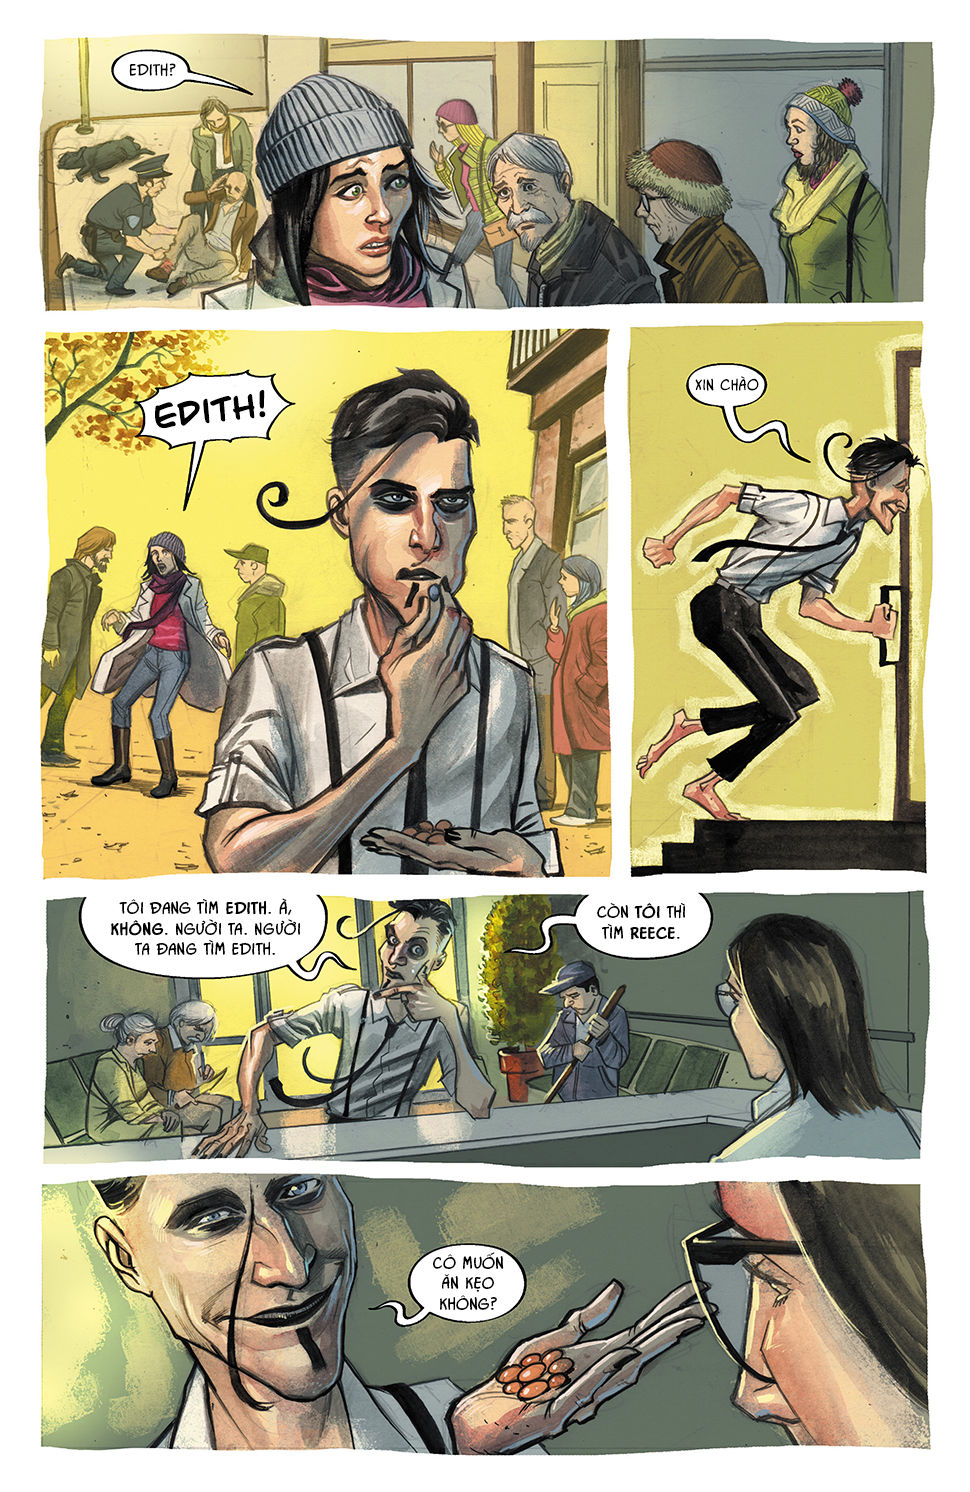 EDITH?
EDITH!
XIN CHÀO
TÔI ĐANG TÌM EDITH. À,
KHÔNG. NGƯỜI TA. NGƯỜI
TA ĐANG TÌM EDITH.
CÒN TÔI THÌ
TÌM REECE.
CÔ MUỐN
ĂN KẸO
KHÔNG?